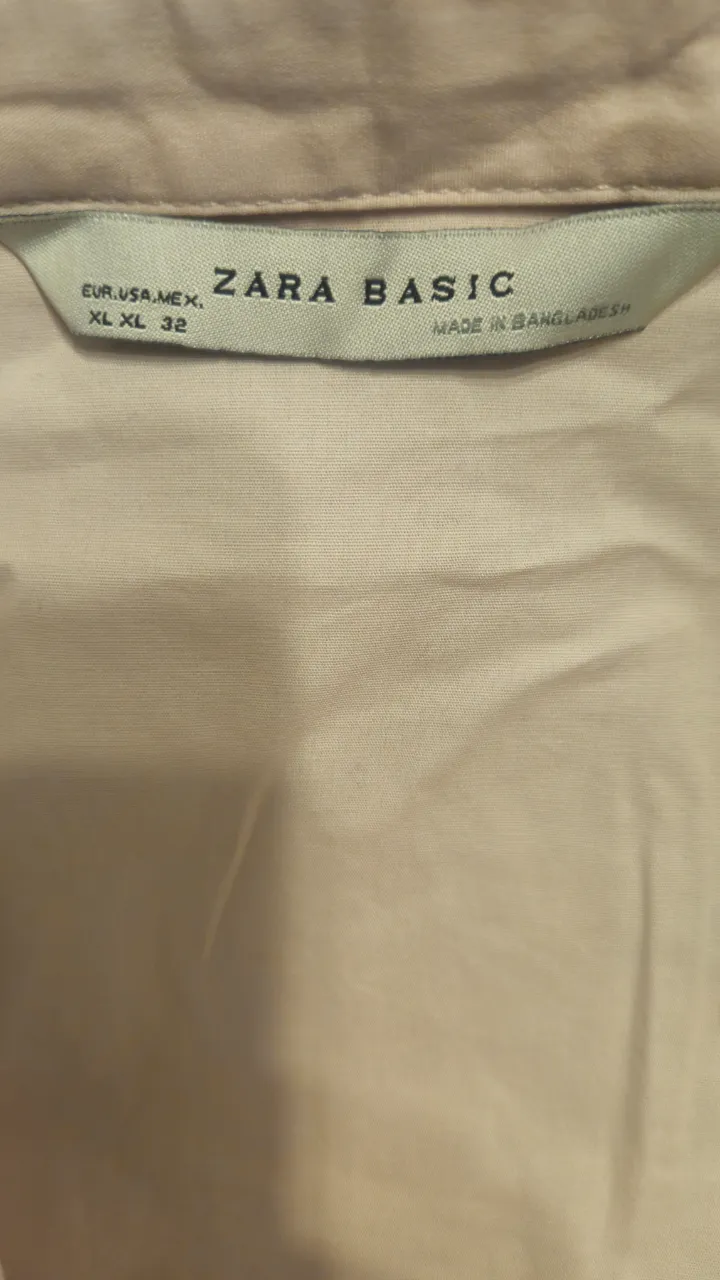 ZARA BASIC
EUR.USA.MEX.
XL XL 32
MADE IN BANGLADESH